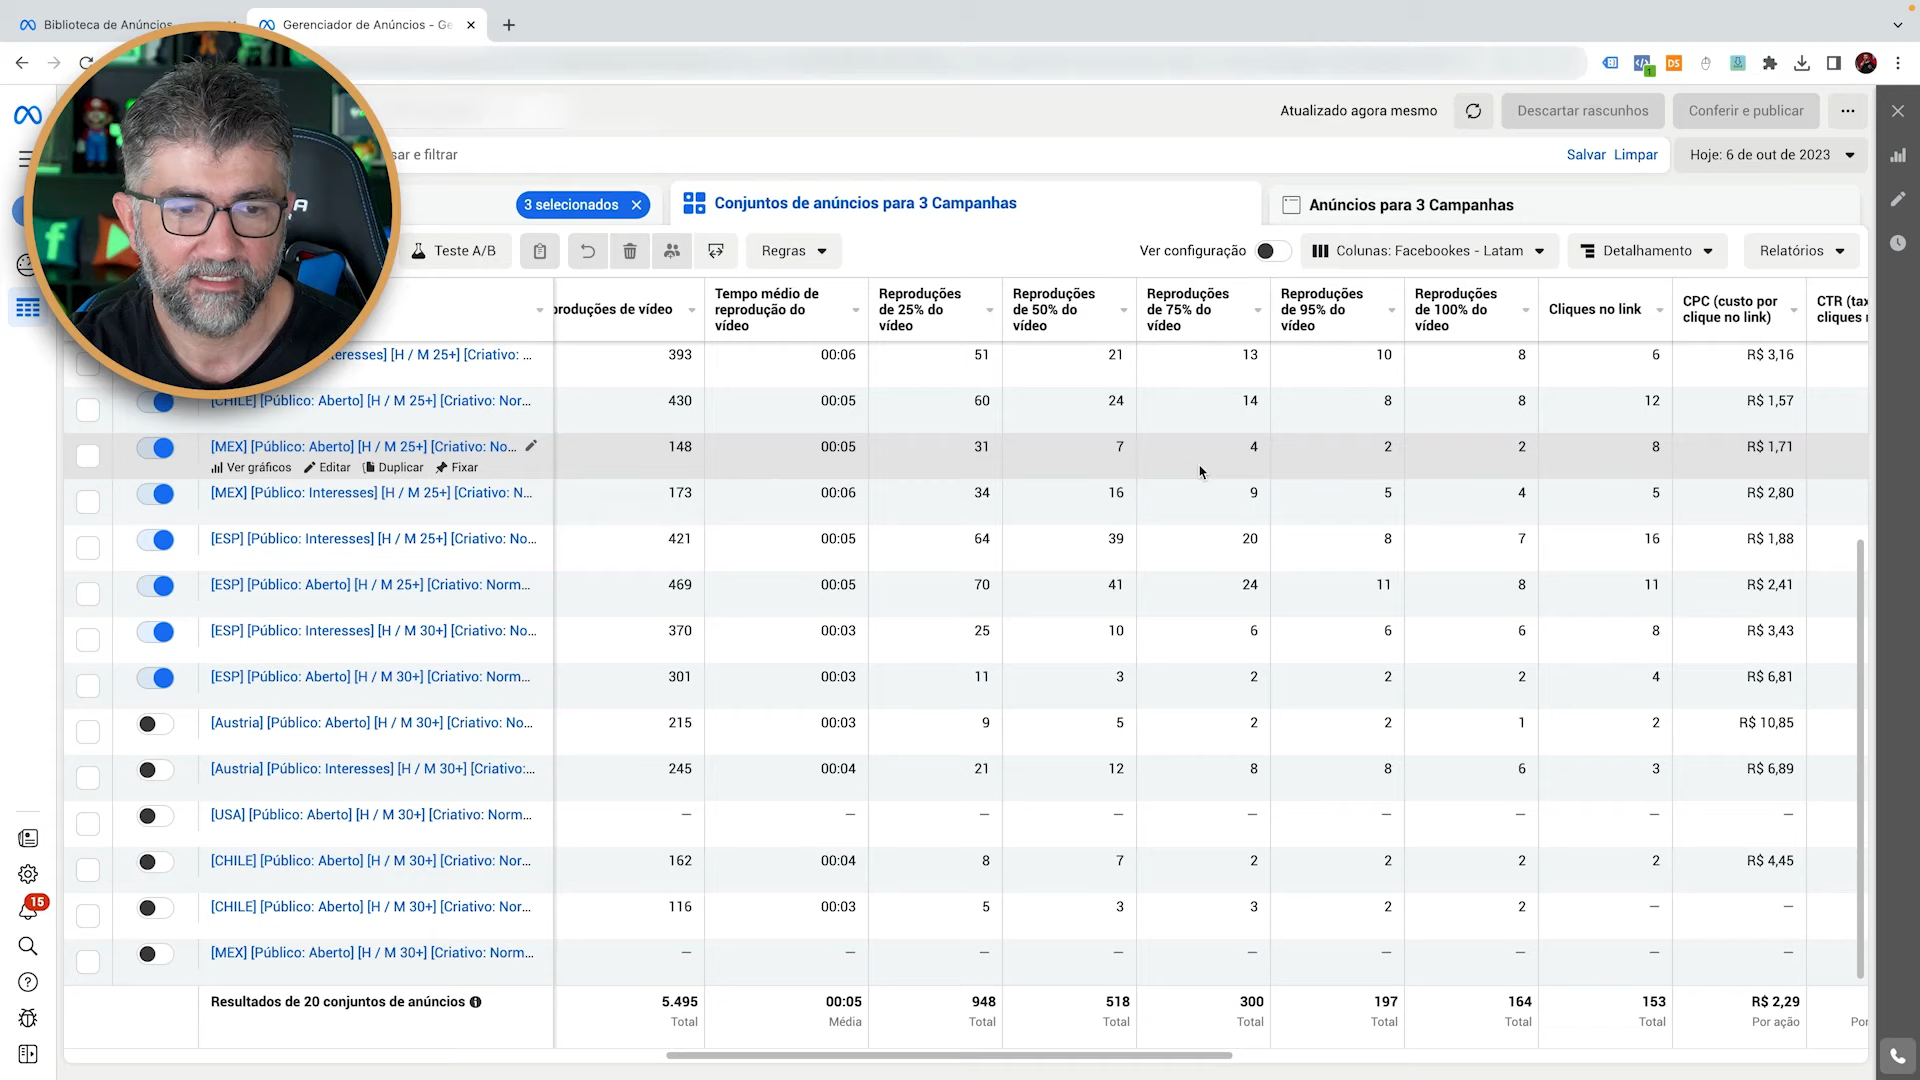 Biblioteca de Anúncios
Gerenciador de Anúncios - Ge
DS
1
Atualizado agora mesmo
Descartar rascunhos
Conferir e publicar
sar e filtrar
Salvar Limpar
Hoje: 6 de out de 2023
3 selecionados
Conjuntos de anúncios para 3 Campanhas
Anúncios para 3 Campanhas
Teste A/B
Regras
Ver configuração
Colunas: Facebookes - Latam
Detalhamento
Relatórios
produções de vídeo
Tempo médio de reprodução do vídeo
Reproduções de 25% do vídeo
Reproduções de 50% do vídeo
Reproduções de 75% do vídeo
Reproduções de 95% do vídeo
Reproduções de 100% do vídeo
Cliques no link
CPC (custo por clique no link)
CTR (tax cliques n
teresses] [H / M 25+] [Criativo: ... 393 00:06 51 21 13 10 8 6 R$ 3,16
[CHILE] [Público: Aberto] [H / M 25+] [Criativo: Nor... 430 00:05 60 24 14 8 8 12 R$ 1,57
[MEX] [Público: Aberto] [H / M 25+] [Criativo: No... 148 00:05 31 7 4 2 2 8 R$ 1,71
Ver gráficos Editar Duplicar Fixar
[MEX] [Público: Interesses] [H / M 25+] [Criativo: N... 173 00:06 34 16 9 5 4 5 R$ 2,80
[ESP] [Público: Interesses] [H / M 25+] [Criativo: No... 421 00:05 64 39 20 8 7 16 R$ 1,88
[ESP] [Público: Aberto] [H / M 25+] [Criativo: Norm... 469 00:05 70 41 24 11 8 11 R$ 2,41
[ESP] [Público: Interesses] [H / M 30+] [Criativo: No... 370 00:03 25 10 6 6 6 8 R$ 3,43
[ESP] [Público: Aberto] [H / M 30+] [Criativo: Norm... 301 00:03 11 3 2 2 2 4 R$ 6,81
[Austria] [Público: Aberto] [H / M 30+] [Criativo: No... 215 00:03 9 5 2 2 1 2 R$ 10,85
[Austria] [Público: Interesses] [H / M 30+] [Criativo:... 245 00:04 21 12 8 8 6 3 R$ 6,89
[USA] [Público: Aberto] [H / M 30+] [Criativo: Norm... — — — — — — — — —
[CHILE] [Público: Aberto] [H / M 30+] [Criativo: Nor... 162 00:04 8 7 2 2 2 2 R$ 4,45
[CHILE] [Público: Aberto] [H / M 30+] [Criativo: Nor... 116 00:03 5 3 3 2 2 — —
[MEX] [Público: Aberto] [H / M 30+] [Criativo: Norm... — — — — — — — — —
15
Resultados de 20 conjuntos de anúncios 5.495 00:05 948 518 300 197 164 153 R$ 2,29
Total Média Total Total Total Total Total Total Por ação Por